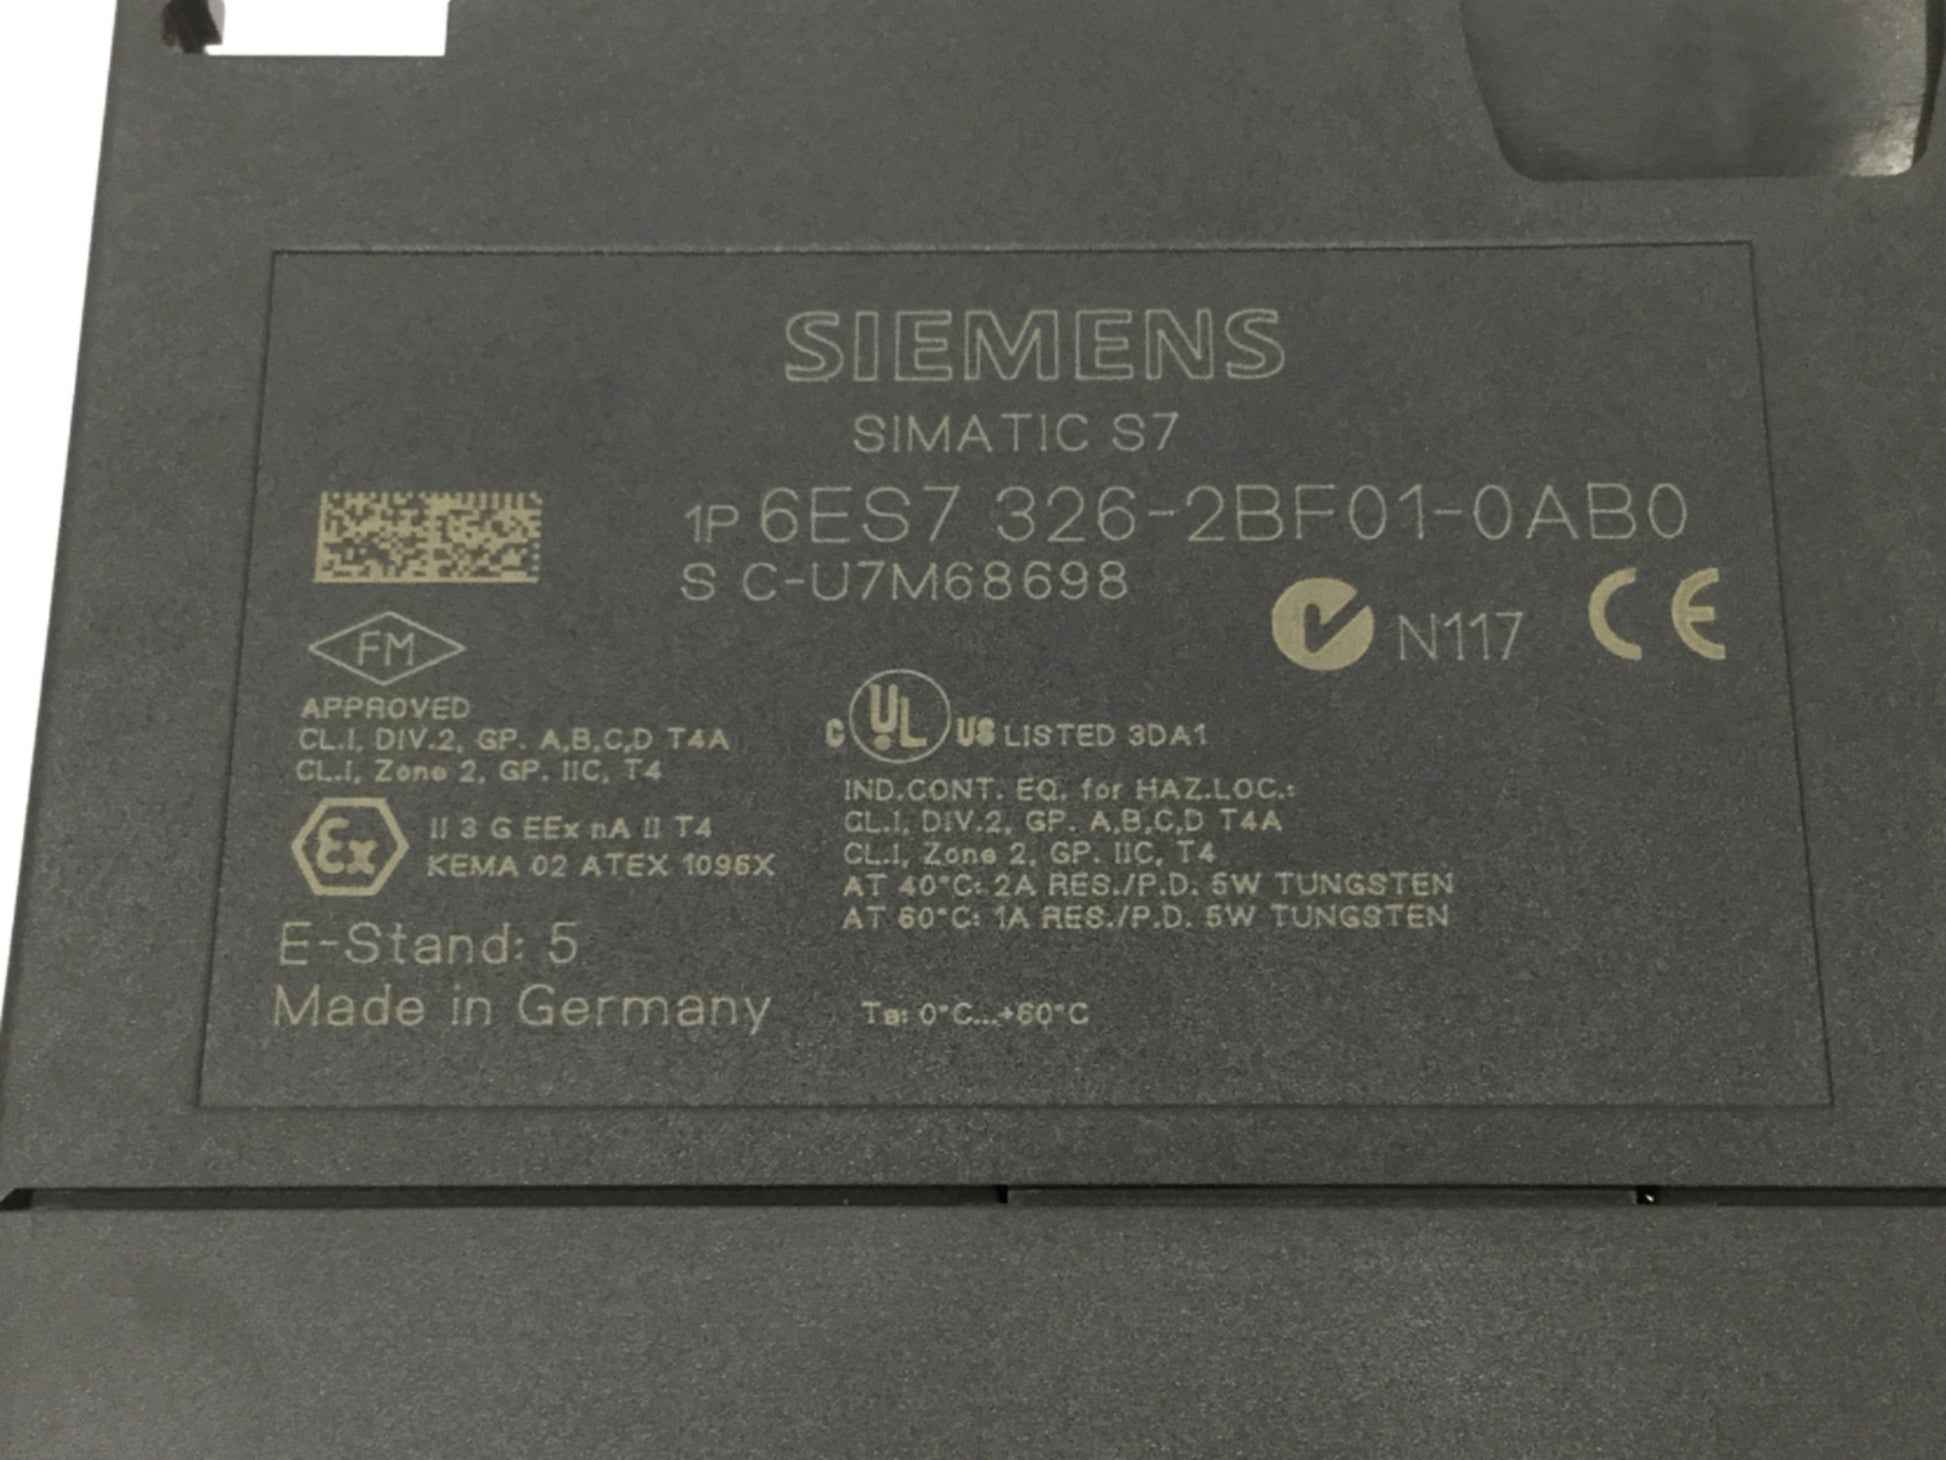 SIEMENS
SIMATIC S7
1P 6ES7 326-2BF01-0AB0
S C-U7M68698
N117 CE
FM
APPROVED
CL.I, DIV.2, GP. A,B,C,D T4A
CL.I, Zone 2, GP. IIC, T4
Ex II 3 G EEx nA II T4
KEMA 02 ATEX 1096X
E-Stand: 5
Made in Germany
C UL US LISTED 3DA1
IND.CONT. EQ. for HAZ.LOC.:
CL.I, DIV.2, GP. A,B,C,D T4A
CL.I, Zone 2, GP. IIC, T4
AT 40°C: 2A RES./P.D. 5W TUNGSTEN
AT 60°C: 1A RES./P.D. 5W TUNGSTEN
Ta: 0°C...+60°C